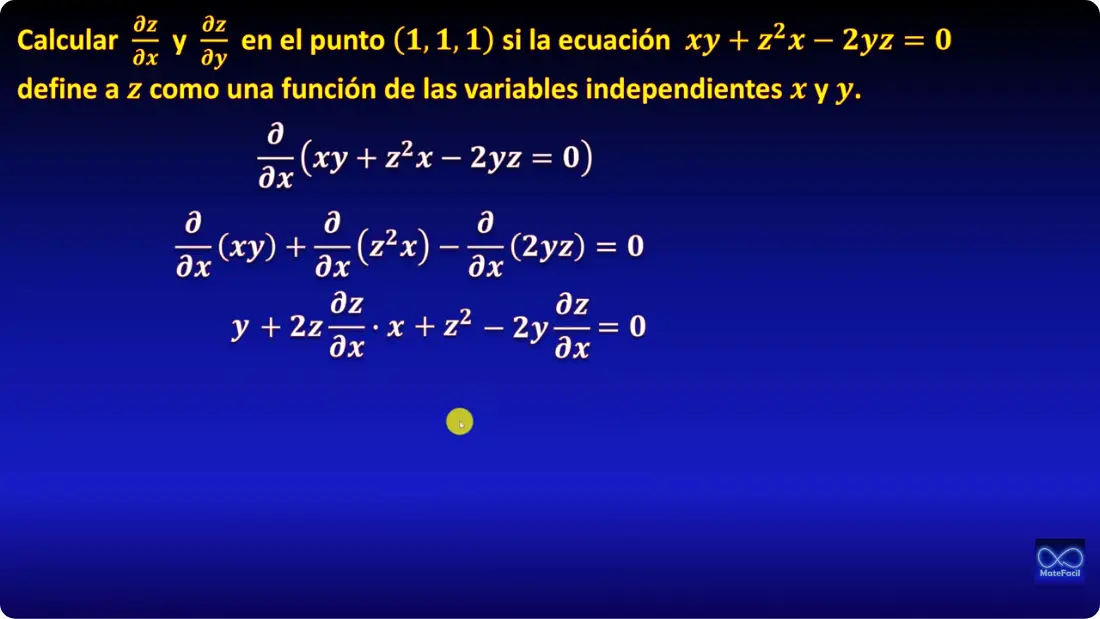 Calcular ∂z/∂x y ∂z/∂y en el punto (1, 1, 1) si la ecuación xy + z²x − 2yz = 0
define a z como una función de las variables independientes x y y.
∂/∂x (xy + z²x − 2yz = 0)
∂/∂x (xy) + ∂/∂x (z²x) − ∂/∂x (2yz) = 0
y + 2z ∂z/∂x · x + z² − 2y ∂z/∂x = 0
MateFacil